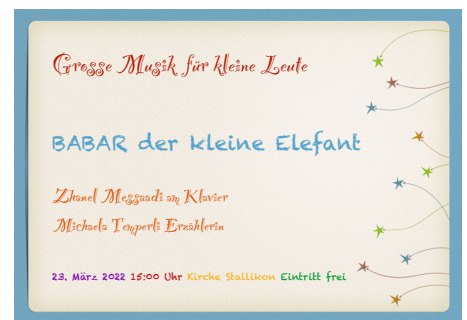 Grosse Musik für kleine Leute
BABAR der kleine Elefant
Zhanel Messaadi am Klavier
Michaela Temperli Erzählerin
23. März 2022 15:00 Uhr Kirche Stallikon Eintritt frei